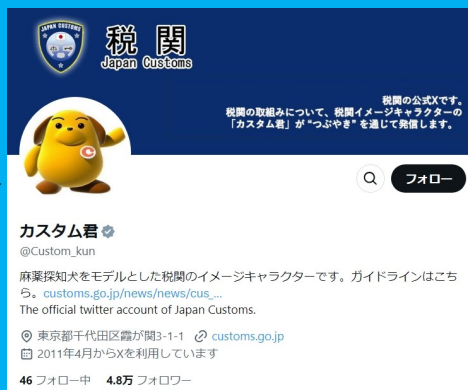 JAPAN CUSTOMS
税関
Japan Customs
税関の公式Xです。
税関の取組みについて、税関イメージキャラクターの
「カスタム君」が“つぶやき”を通じて発信します。
フォロー
カスタム君
@Custom_kun
麻薬探知犬をモデルとした税関のイメージキャラクターです。ガイドラインはこち
ら。customs.go.jp/news/news/cus_...
The official twitter account of Japan Customs.
東京都千代田区霞が関3-1-1 customs.go.jp
2011年4月からXを利用しています
46 フォロー中 4.8万 フォロワー